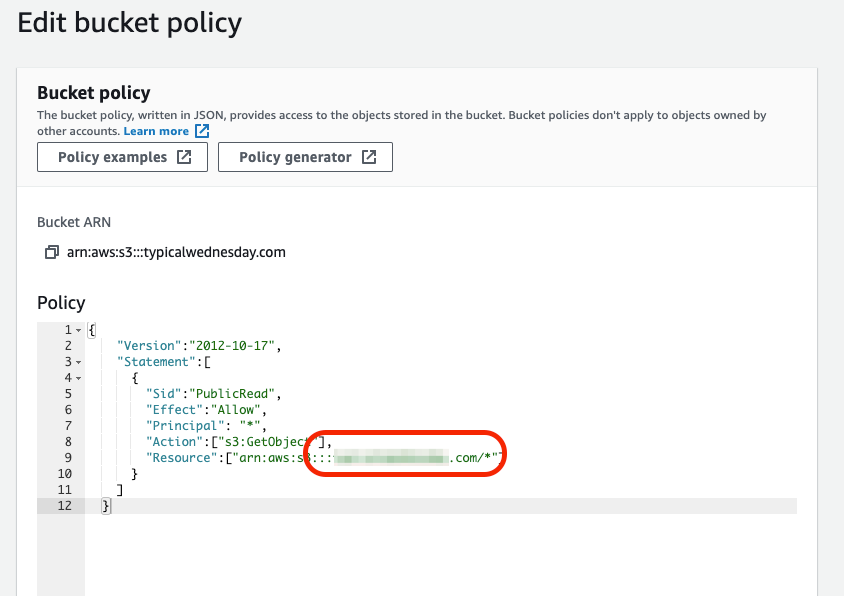 Edit bucket policy
Bucket policy
The bucket policy, written in JSON, provides access to the objects stored in the bucket. Bucket policies don't apply to objects owned by
other accounts. Learn more
Policy examples
Policy generator
Bucket ARN
arn:aws:s3:::typicalwednesday.com
Policy
1 {
2 "Version":"2012-10-17",
3 "Statement":[
4 {
5 "Sid":"PublicRead",
6 "Effect":"Allow",
7 "Principal": "*",
8 "Action":["s3:GetObject"],
9 "Resource":["arn:aws:s3::: .com/*"]
10 }
11 ]
12 }